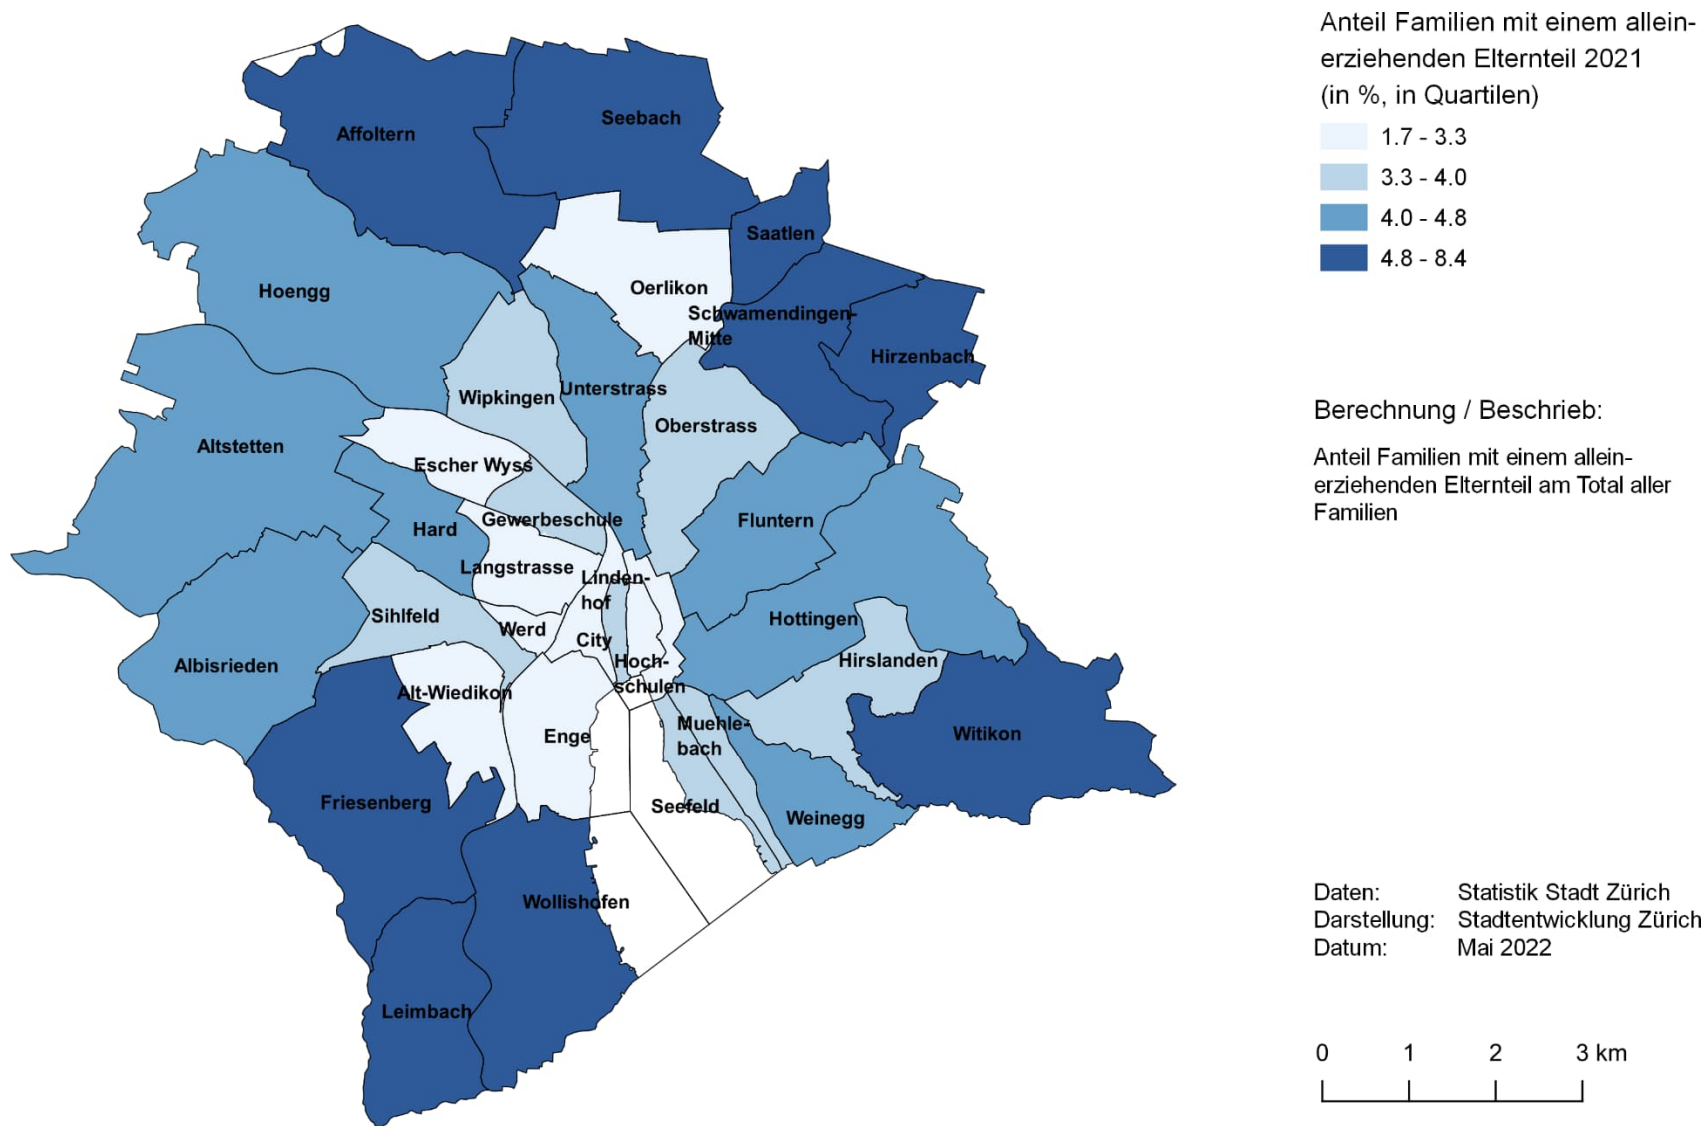 Anteil Familien mit einem allein-
erziehenden Elternteil 2021
(in %, in Quartilen)
1.7 - 3.3
3.3 - 4.0
4.0 - 4.8
4.8 - 8.4
Berechnung / Beschrieb:
Anteil Familien mit einem allein-
erziehenden Elternteil am Total aller
Familien
Daten: Statistik Stadt Zürich
Darstellung: Stadtentwicklung Zürich
Datum: Mai 2022
0 1 2 3 km
Seebach
Affoltern
Saatlen
Oerlikon
Hoengg
Schwamendingen-
Mitte
Hirzenbach
Unterstrass
Wipkingen
Oberstrass
Altstetten
Escher Wyss
Gewerbeschule
Fluntern
Hard
Langstrasse
Linden-
hof
Sihlfeld
Hottingen
Werd
City
Albisrieden
Hirslanden
Hoch-
schulen
Alt-Wiedikon
Muehle-
bach
Enge
Witikon
Friesenberg
Seefeld
Weinegg
Wollishofen
Leimbach